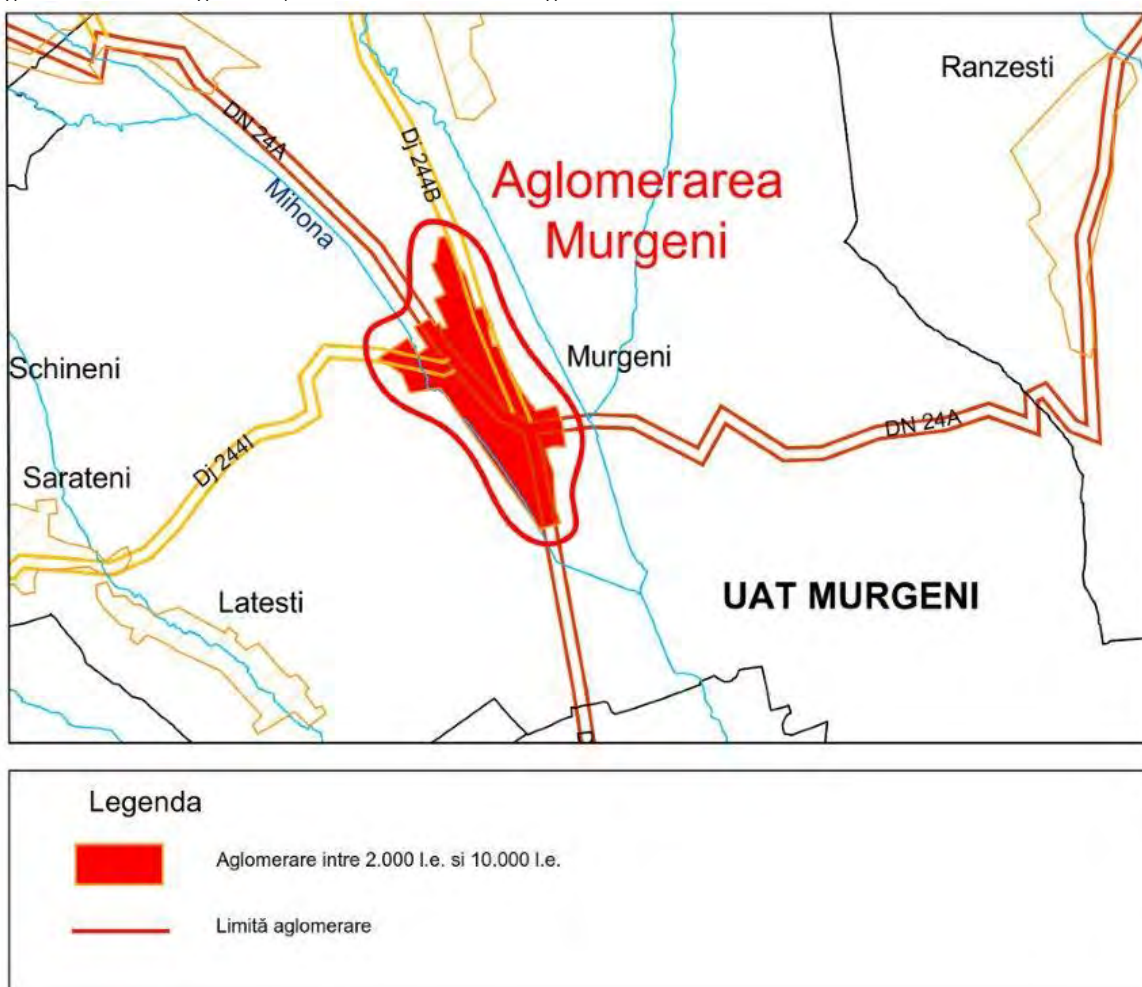 Ranzesti
DN 24A
Dj 244B
Aglomerarea
Murgeni
Mihona
Murgeni
Schineni
DN 24A
Dj 244I
Sarateni
UAT MURGENI
Latesti
Legenda
Aglomerare intre 2.000 l.e. si 10.000 l.e.
Limită aglomerare